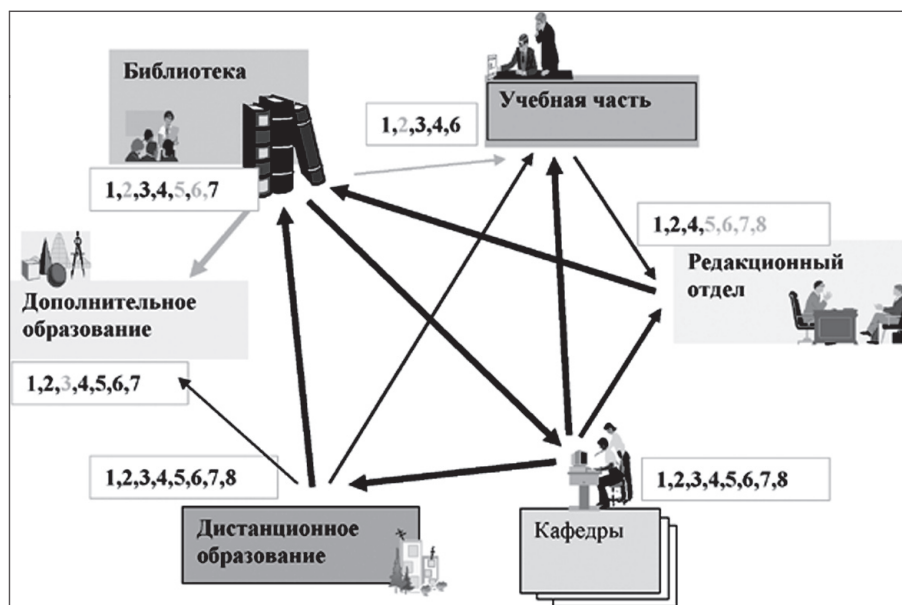 Библиотека
Учебная часть
1,2,3,4,6
1,2,3,4,5,6,7
1,2,4,5,6,7,8
Редакционный
отдел
Дополнительное
образование
1,2,3,4,5,6,7
1,2,3,4,5,6,7,8
1,2,3,4,5,6,7,8
Дистанционное
образование
Кафедры